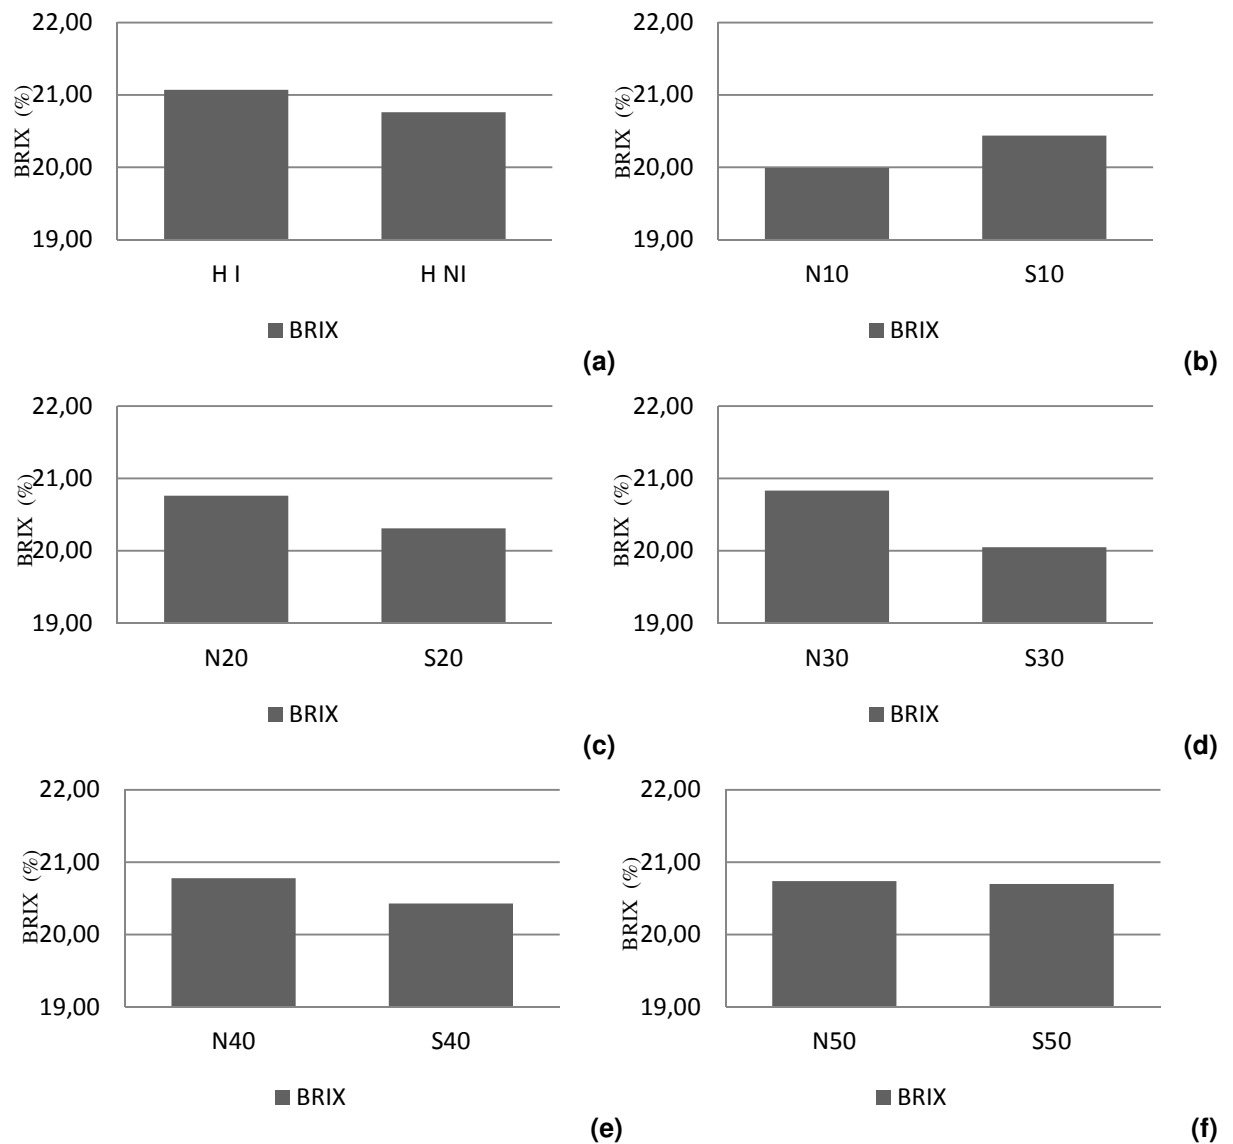 22,00
21,00
20,00
19,00
BRIX (%)
H I H NI
BRIX
(a)
22,00
21,00
20,00
19,00
BRIX (%)
N10 S10
BRIX
(b)
22,00
21,00
20,00
19,00
BRIX (%)
N20 S20
BRIX
(c)
22,00
21,00
20,00
19,00
BRIX (%)
N30 S30
BRIX
(d)
22,00
21,00
20,00
19,00
BRIX (%)
N40 S40
BRIX
(e)
22,00
21,00
20,00
19,00
BRIX (%)
N50 S50
BRIX
(f)